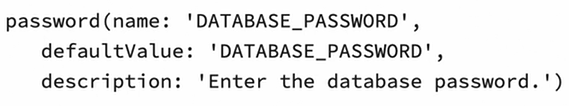 password(name: 'DATABASE_PASSWORD',
   defaultValue: 'DATABASE_PASSWORD',
   description: 'Enter the database password.')